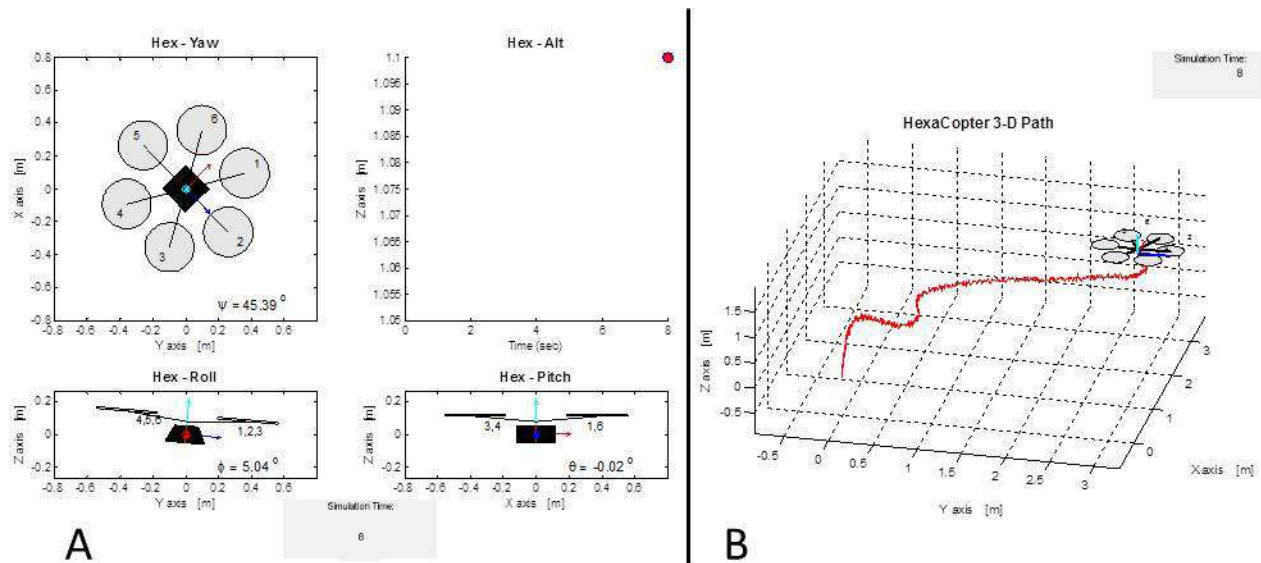 Hex - Yaw
0.8
0.6
0.4
0.2
0
-0.2
-0.4
-0.6
-0.8
X axis [m]
6
5
1
4
2
3
Ψ = 45.39 °
-0.8 -0.6 -0.4 -0.2 0 0.2 0.4 0.6
Y axis [m]
Hex - Alt
1.1
1.095
1.09
1.085
1.08
1.075
1.07
1.065
1.06
1.055
1.05
Z axis [m]
0 2 4 6 8
Time (sec)
Hex - Roll
0.2
0
-0.2
Z axis [m]
4,5,6
1,2,3
ϕ = 5.04 °
-0.8 -0.6 -0.4 -0.2 0 0.2 0.4 0.6
Y axis [m]
Hex - Pitch
0.2
0
-0.2
Z axis [m]
3,4
1,6
θ = -0.02 °
-0.8 -0.6 -0.4 -0.2 0 0.2 0.4 0.6
X axis [m]
Simulation Time:
8
A
Simulation Time:
8
HexaCopter 3-D Path
1.5
1
0.5
0
-0.5
Z axis [m]
-0.5 0 0.5 1 1.5 2 2.5 3
Y axis [m]
3
2
1
0
X axis [m]
B